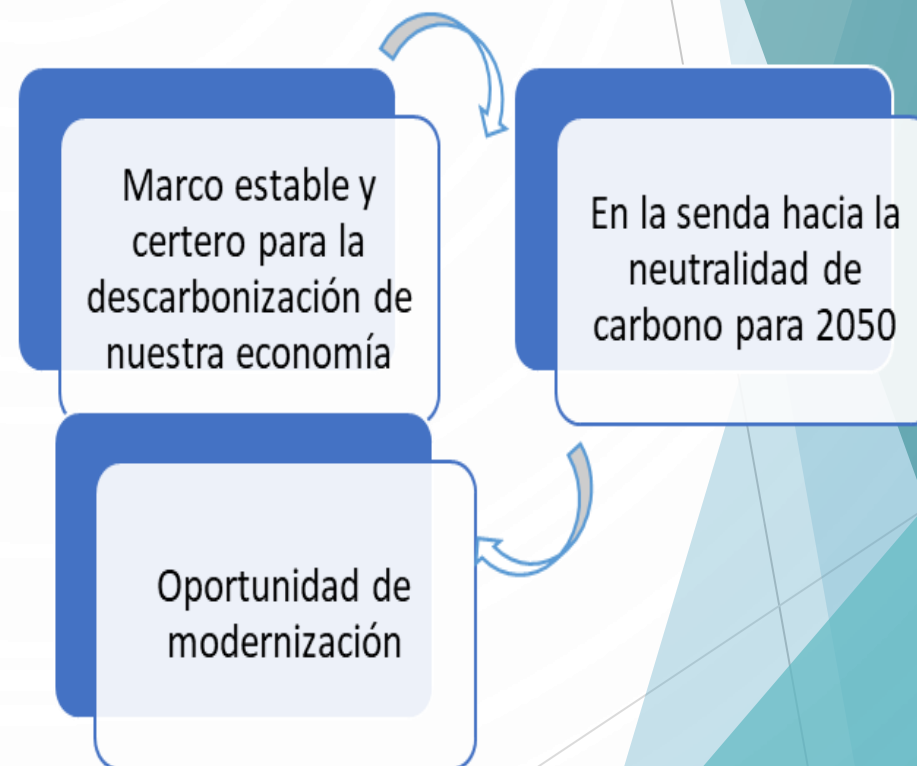 Marco estable y
certero para la
descarbonización de
nuestra economía
En la senda hacia la
neutralidad de
carbono para 2050
Oportunidad de
modernización